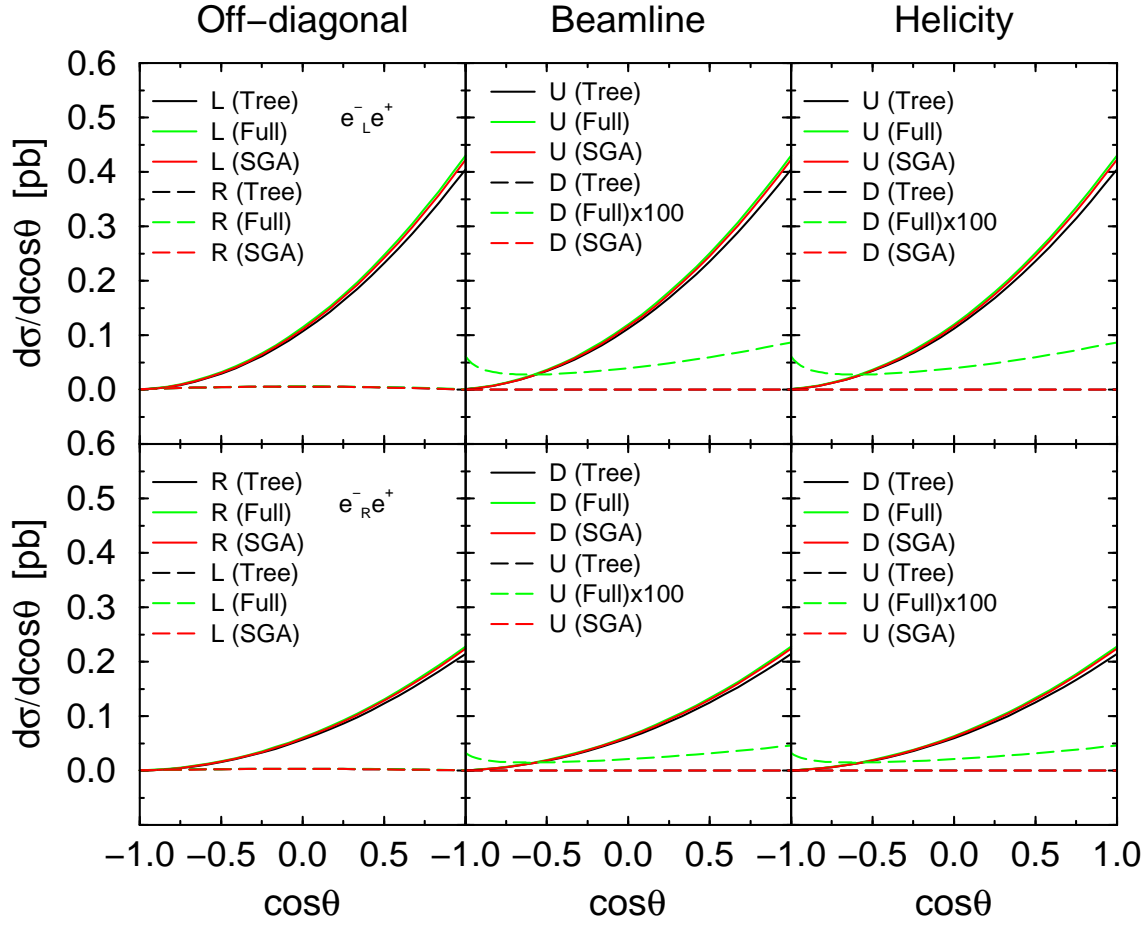 Off−diagonal Beamline Helicity
0.6
0.5
0.4
0.3
0.2
0.1
0.0
dσ/dcosθ [pb]
L (Tree)
L (Full)
L (SGA)
R (Tree)
R (Full)
R (SGA)
e⁻Le⁺
U (Tree)
U (Full)
U (SGA)
D (Tree)
D (Full)x100
D (SGA)
U (Tree)
U (Full)
U (SGA)
D (Tree)
D (Full)x100
D (SGA)
0.6
0.5
0.4
0.3
0.2
0.1
0.0
dσ/dcosθ [pb]
R (Tree)
R (Full)
R (SGA)
L (Tree)
L (Full)
L (SGA)
e⁻Re⁺
D (Tree)
D (Full)
D (SGA)
U (Tree)
U (Full)x100
U (SGA)
D (Tree)
D (Full)
D (SGA)
U (Tree)
U (Full)x100
U (SGA)
−1.0 −0.5 0.0 0.5 −1.0 −0.5 0.0 0.5 −1.0 −0.5 0.0 0.5 1.0
cosθ cosθ cosθ